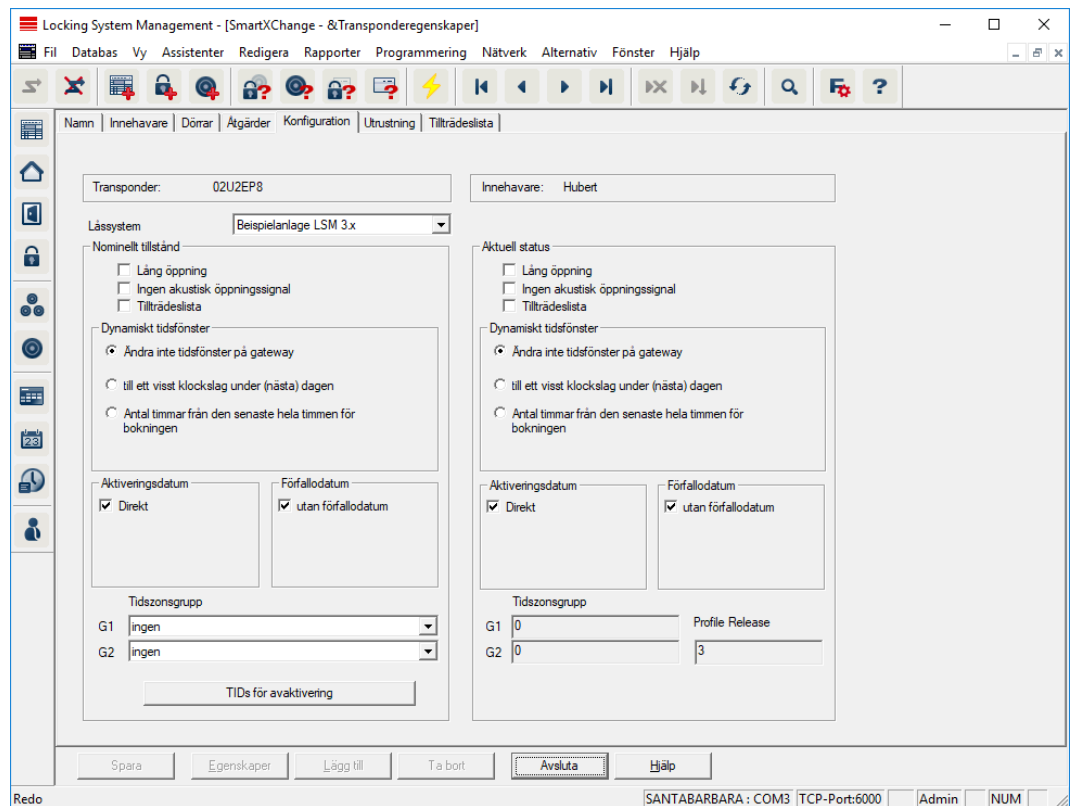 Locking System Management - [SmartXChange - &Transponderegenskaper]
Fil Databas Vy Assistenter Redigera Rapporter Programmering Nätverk Alternativ Fönster Hjälp
Namn Innehavare Dörrar Åtgärder Konfiguration Utrustning Tillträdeslista
Transponder: 02U2EP8 Innehavare: Hubert
Låssystem Beispielanlage LSM 3.x
Nominellt tillstånd Aktuell status
Lång öppning Lång öppning
Ingen akustisk öppningssignal Ingen akustisk öppningssignal
Tillträdeslista Tillträdeslista
Dynamiskt tidsfönster Dynamiskt tidsfönster
Ändra inte tidsfönster på gateway Ändra inte tidsfönster på gateway
till ett visst klockslag under (nästa) dagen till ett visst klockslag under (nästa) dagen
Antal timmar från den senaste hela timmen för Antal timmar från den senaste hela timmen för
bokningen bokningen
Aktiveringsdatum Förfallodatum Aktiveringsdatum Förfallodatum
Direkt utan förfallodatum Direkt utan förfallodatum
Tidszonsgrupp Tidszonsgrupp
G1 ingen G1 0 Profile Release
G2 ingen G2 0 3
TIDs för avaktivering
Spara Egenskaper Lägg till Ta bort Avsluta Hjälp
Redo SANTABARBARA : COM3 TCP-Port:6000 Admin NUM
23